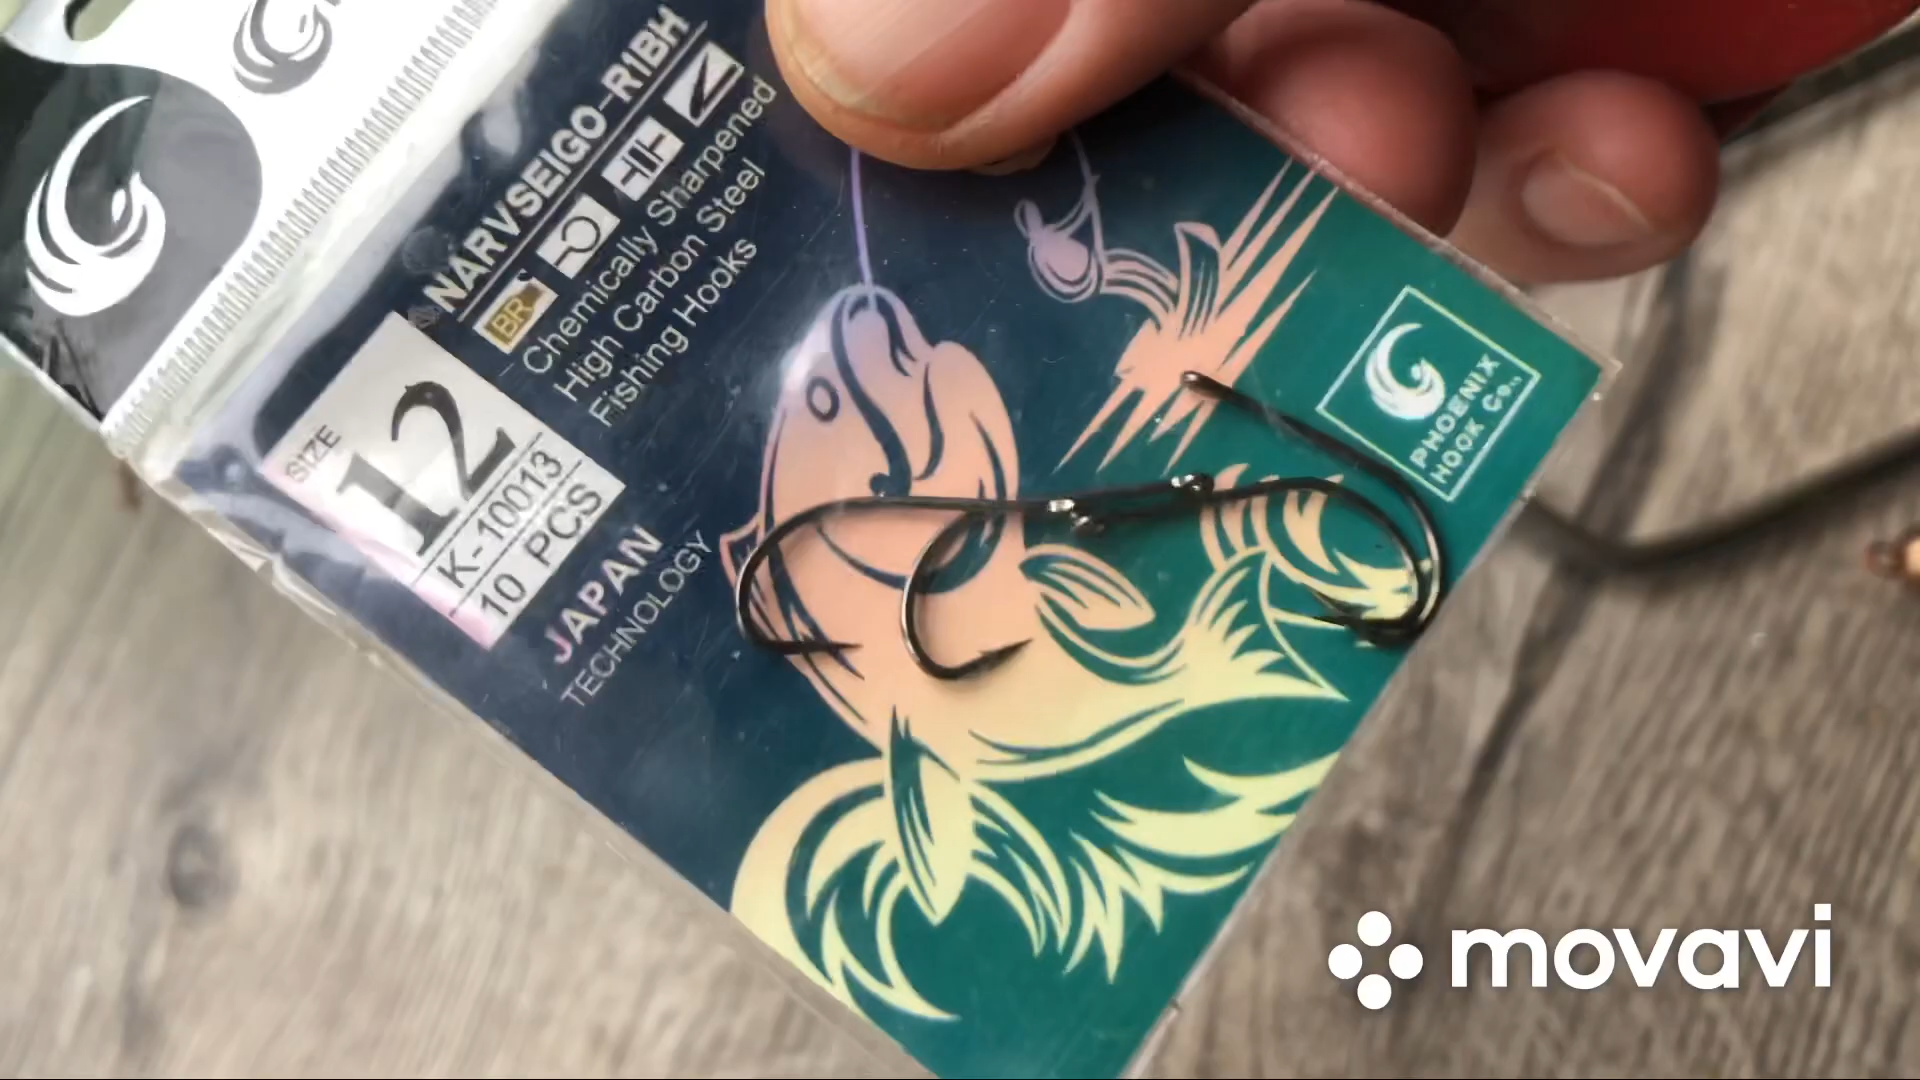 NARVSEIGO-R1BH
BR
Chemically Sharpened
High Carbon Steel
Fishing Hooks
SIZE
12
K-10013
10 PCS
JAPAN
TECHNOLOGY
PHOENIX
HOOK Co.,
movavi